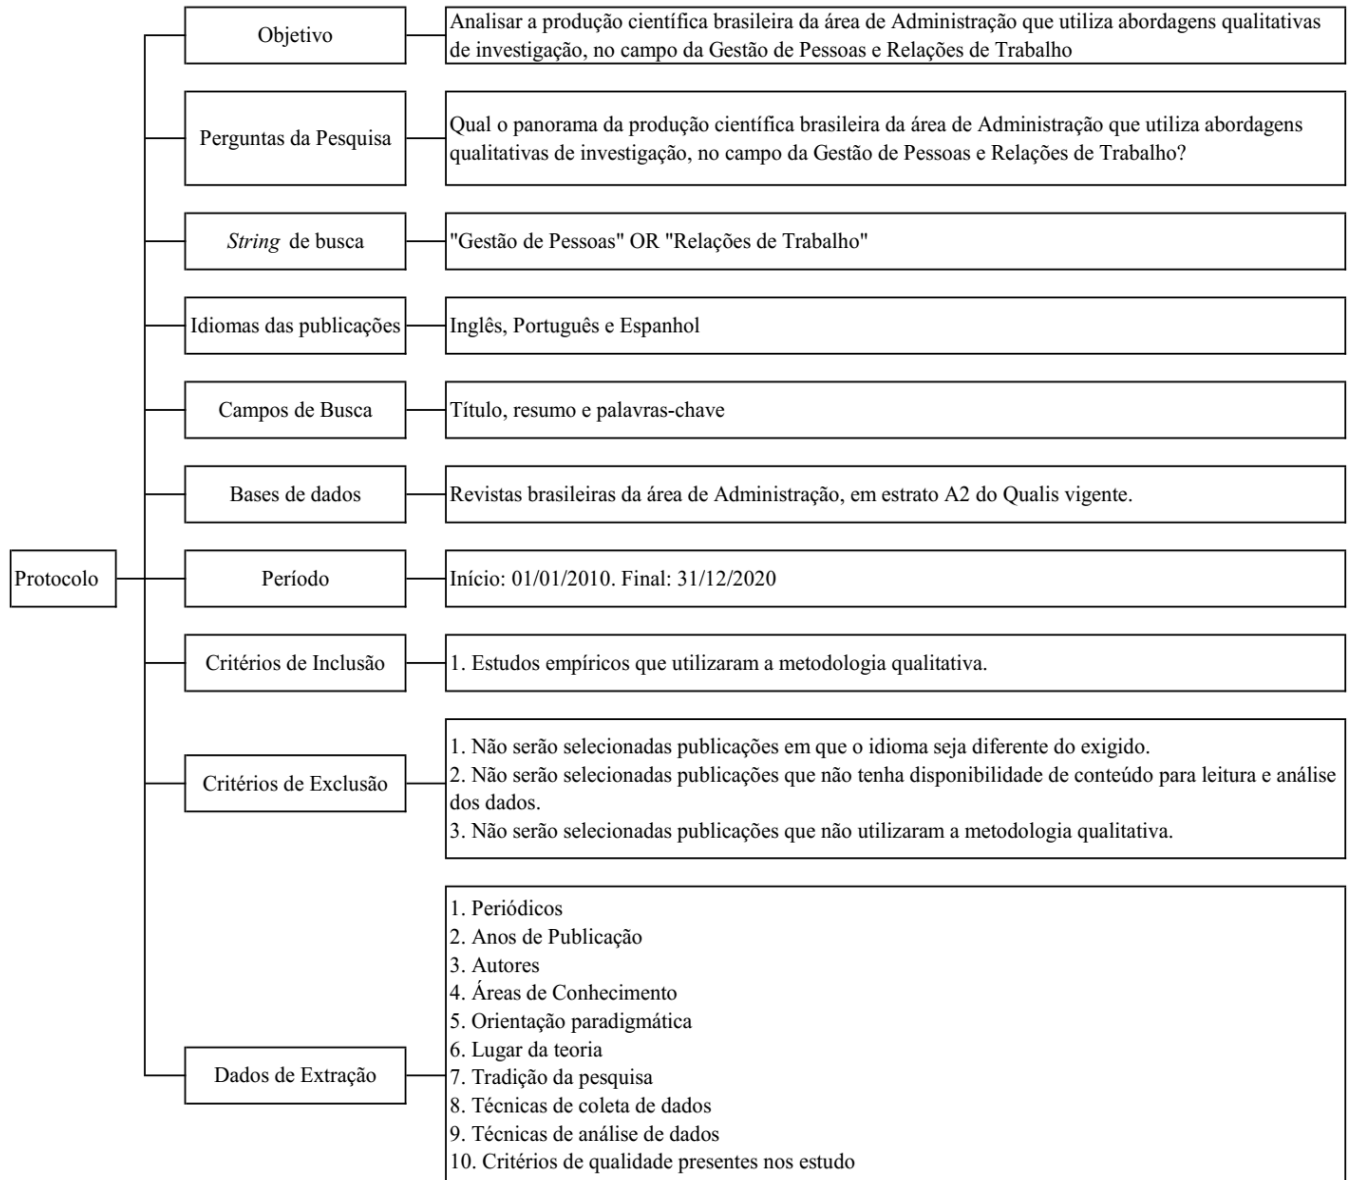 Objetivo
Analisar a produção científica brasileira da área de Administração que utiliza abordagens qualitativas
de investigação, no campo da Gestão de Pessoas e Relações de Trabalho
Perguntas da Pesquisa
Qual o panorama da produção científica brasileira da área de Administração que utiliza abordagens
qualitativas de investigação, no campo da Gestão de Pessoas e Relações de Trabalho?
String de busca
"Gestão de Pessoas" OR "Relações de Trabalho"
Idiomas das publicações
Inglês, Português e Espanhol
Campos de Busca
Título, resumo e palavras-chave
Bases de dados
Revistas brasileiras da área de Administração, em estrato A2 do Qualis vigente.
Protocolo
Período
Início: 01/01/2010. Final: 31/12/2020
Critérios de Inclusão
1. Estudos empíricos que utilizaram a metodologia qualitativa.
Critérios de Exclusão
1. Não serão selecionadas publicações em que o idioma seja diferente do exigido.
2. Não serão selecionadas publicações que não tenha disponibilidade de conteúdo para leitura e análise
dos dados.
3. Não serão selecionadas publicações que não utilizaram a metodologia qualitativa.
Dados de Extração
1. Periódicos
2. Anos de Publicação
3. Autores
4. Áreas de Conhecimento
5. Orientação paradigmática
6. Lugar da teoria
7. Tradição da pesquisa
8. Técnicas de coleta de dados
9. Técnicas de análise de dados
10. Critérios de qualidade presentes nos estudo